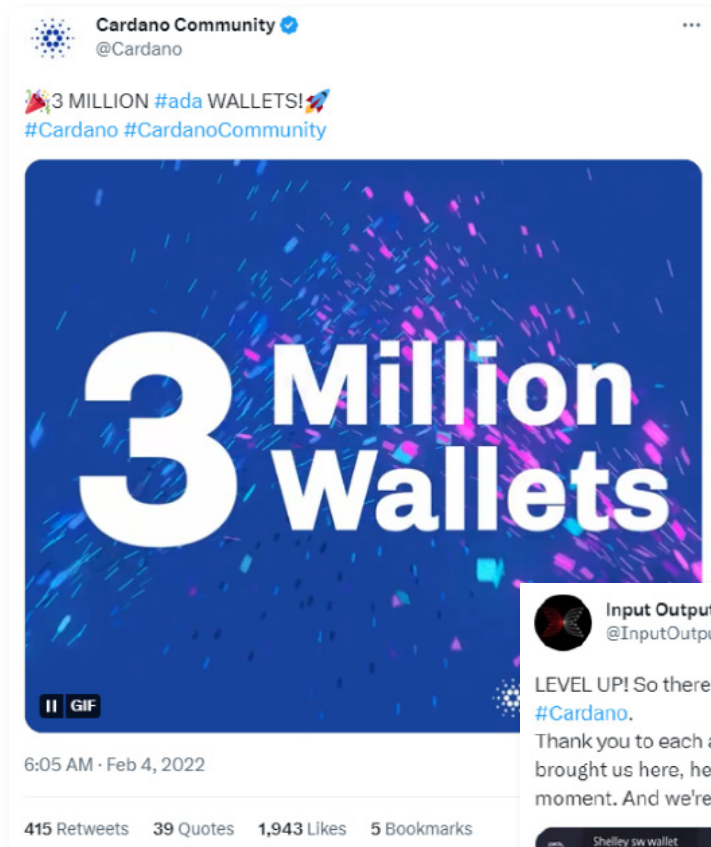 Cardano Community
@Cardano
🎉3 MILLION #ada WALLETS!🚀
#Cardano #CardanoCommunity
3 Million
Wallets
GIF
6:05 AM · Feb 4, 2022
415 Retweets 39 Quotes 1,943 Likes 5 Bookmarks
Input Output
@InputOutpu
LEVEL UP! So there
#Cardano.
Thank you to each a
brought us here, he
moment. And we're
Shelley sw wallet